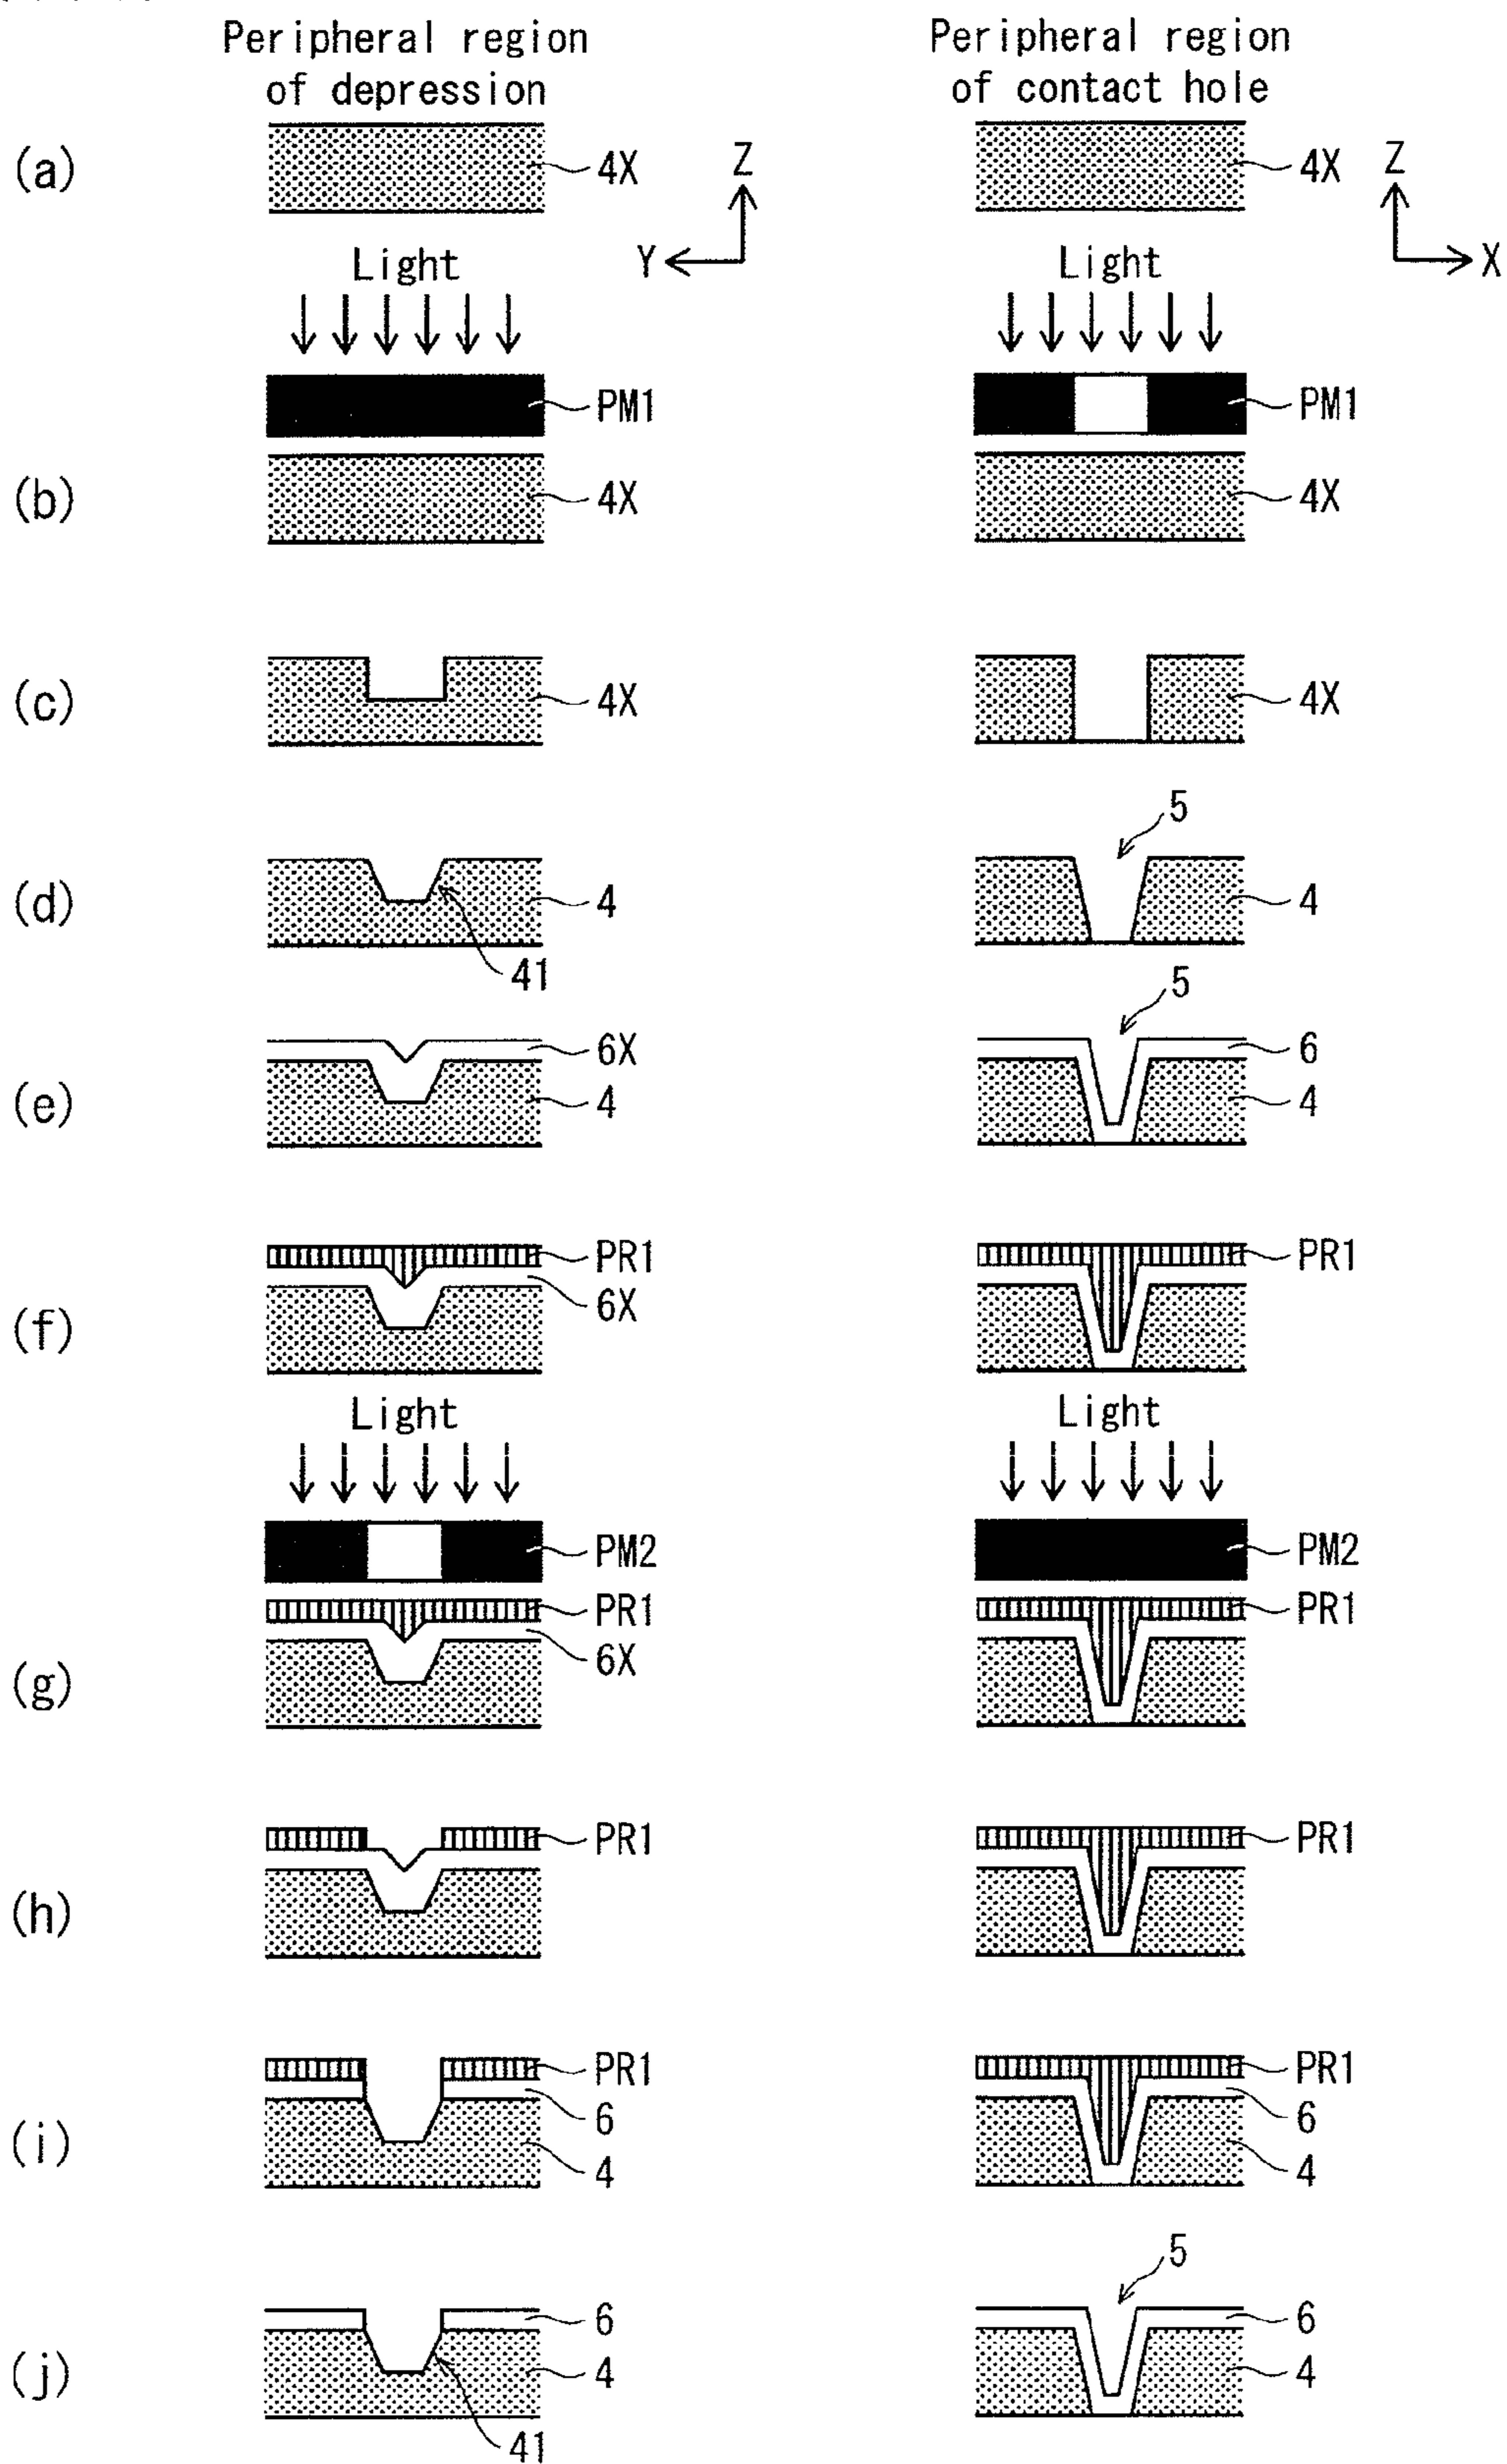 Peripheral region
of depression
Peripheral region
of contact hole
(a)
4X
Z
Y
4X
Z
X
Light
Light
PM1
PM1
(b)
4X
4X
(c)
4X
4X
5
(d)
4
4
41
5
6X
6
(e)
4
4
PR1
PR1
6X
(f)
Light
Light
PM2
PM2
PR1
PR1
6X
(g)
PR1
PR1
(h)
PR1
PR1
6
6
(i)
4
4
5
6
6
(j)
4
4
41